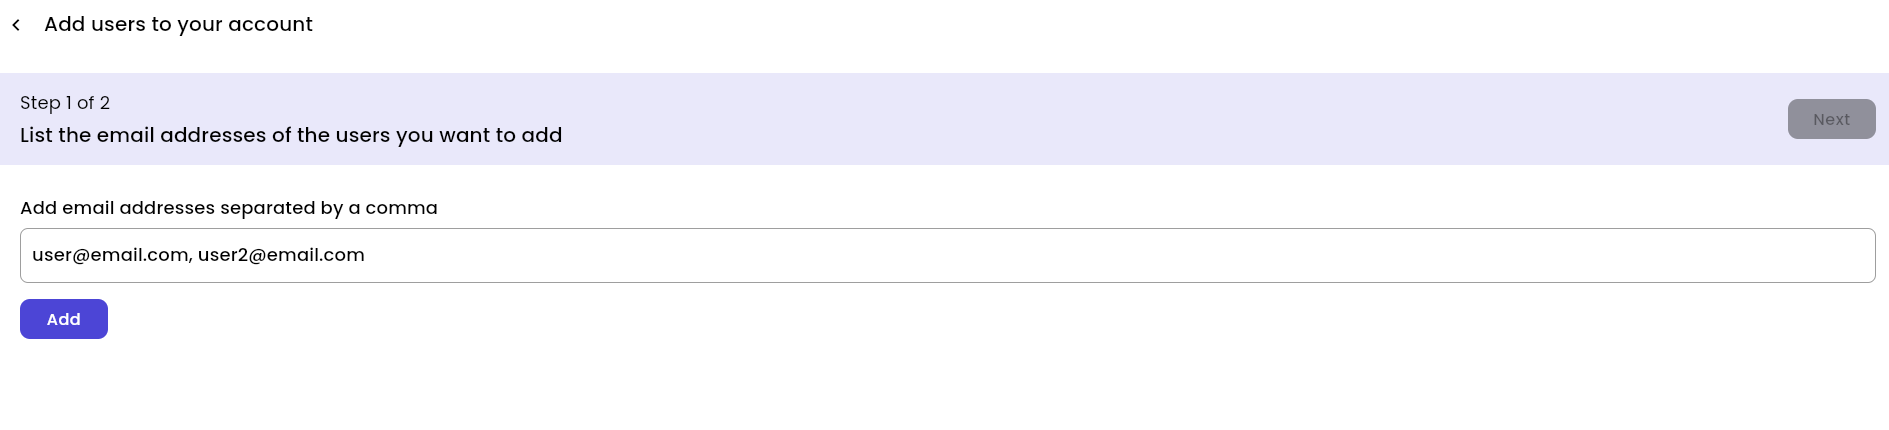 Add users to your account
Step 1 of 2
List the email addresses of the users you want to add
Next
Add email addresses separated by a comma
user@email.com, user2@email.com
Add